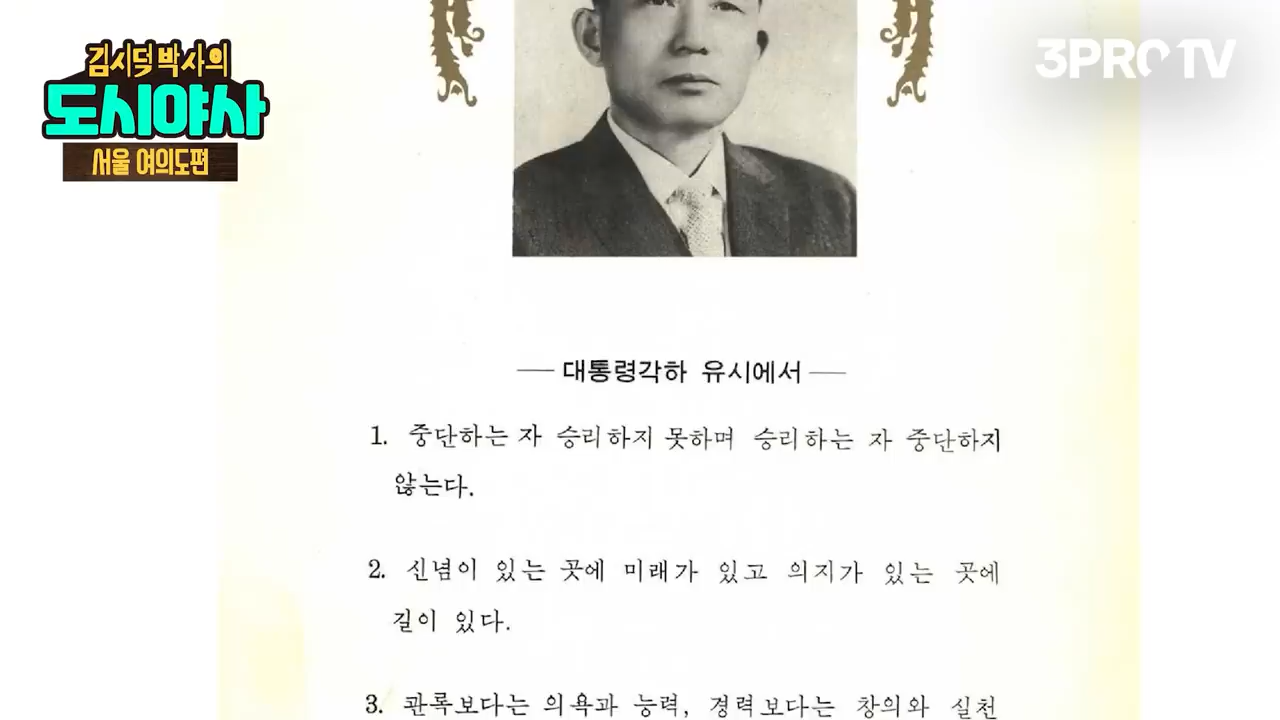 김시덕박사의
도시야사
서울 여의도편
3PRO TV
대통령각하 유시에서
1. 중단하는 자 승리하지 못하며 승리하는 자 중단하지
않는다.
2. 신념이 있는 곳에 미래가 있고 의지가 있는 곳에
길이 있다.
3. 관록보다는 의욕과 능력, 경력보다는 창의와 실천